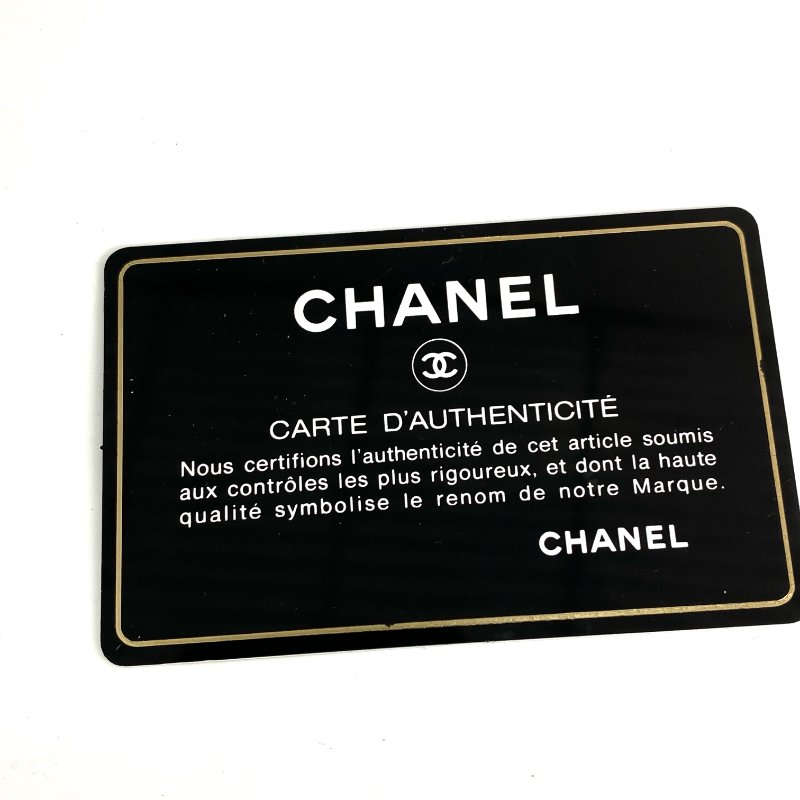 CHANEL
CARTE D'AUTHENTICITÉ
Nous certifions l'authenticité de cet article soumis
aux contrôles les plus rigoureux, et dont la haute
qualité symbolise le renom de notre Marque.
CHANEL